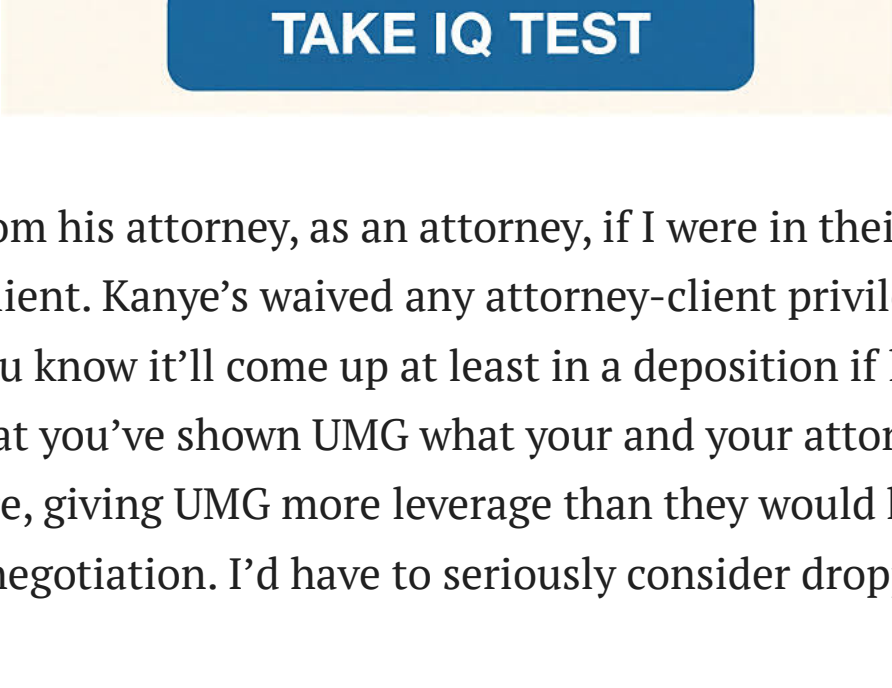 TAKE IQ TEST
om his attorney, as an attorney, if I were in thei
ient. Kanye’s waived any attorney-client privil
u know it’ll come up at least in a deposition if
at you’ve shown UMG what your and your attor
e, giving UMG more leverage than they would
negotiation. I’d have to seriously consider drop